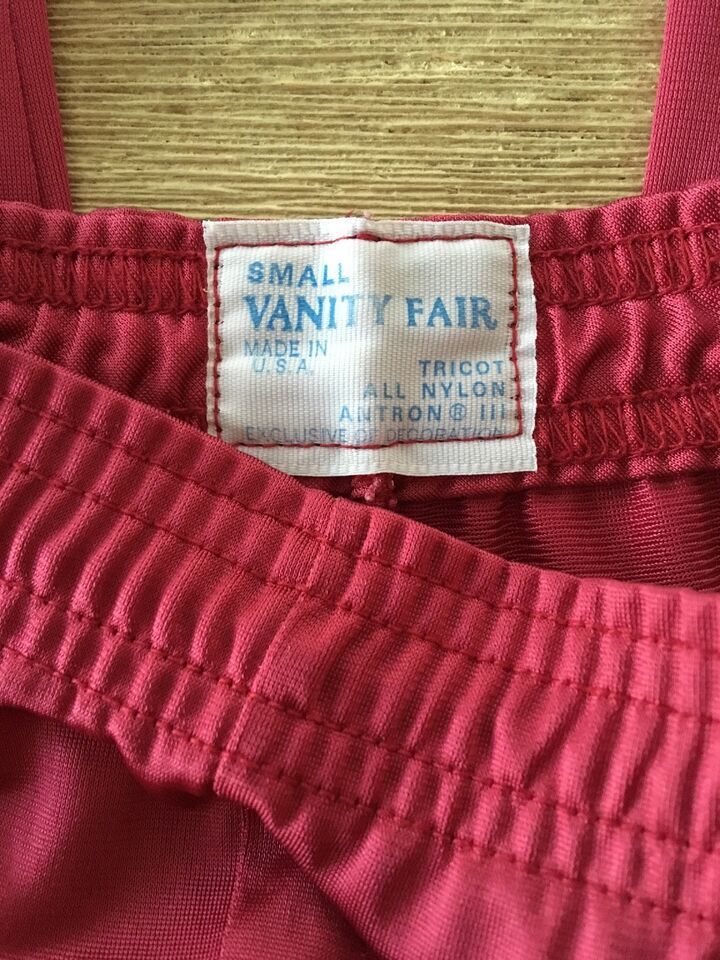 SMALL
VANITY FAIR
MADE IN
U.S.A.
TRICOT
ALL NYLON
ANTRON® III
EXCLUSIVE OF DECORATION